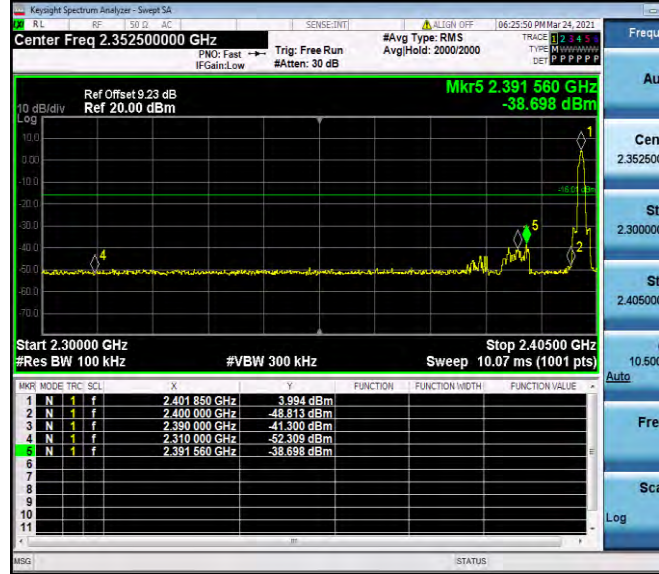 Keysight Spectrum Analyzer - Swept SA
RL RF 50 Ω AC SENSE:INT ALIGN OFF 06:25:50 PM Mar 24, 2021
Center Freq 2.352500000 GHz
PNO: Fast
IFGain:Low
Trig: Free Run
#Atten: 30 dB
#Avg Type: RMS
Avg|Hold: 2000/2000
TRACE 1 2 3 4 5 6
TYPE M W W W W W
DET P P P P P P
Ref Offset 9.23 dB
Ref 20.00 dBm
10 dB/div
Log
Mkr5 2.391 560 GHz
-38.698 dBm
10.0
0.00
-10.0
-20.0
-30.0
-40.0
-50.0
-60.0
-70.0
-16.01 dBm
1
5
2
4
Start 2.30000 GHz Stop 2.40500 GHz
#Res BW 100 kHz #VBW 300 kHz Sweep 10.07 ms (1001 pts)
MKR MODE TRC SCL X Y FUNCTION FUNCTION WIDTH FUNCTION VALUE
1 N 1 f 2.401 850 GHz 3.994 dBm
2 N 1 f 2.400 000 GHz -48.813 dBm
3 N 1 f 2.390 000 GHz -41.300 dBm
4 N 1 f 2.310 000 GHz -52.309 dBm
5 N 1 f 2.391 560 GHz -38.698 dBm
6
7
8
9
10
11
MSG STATUS
Frequ
Au
Cen
2.352500
St
2.300000
St
2.405000
10.500
Auto
Fre
Sca
Log